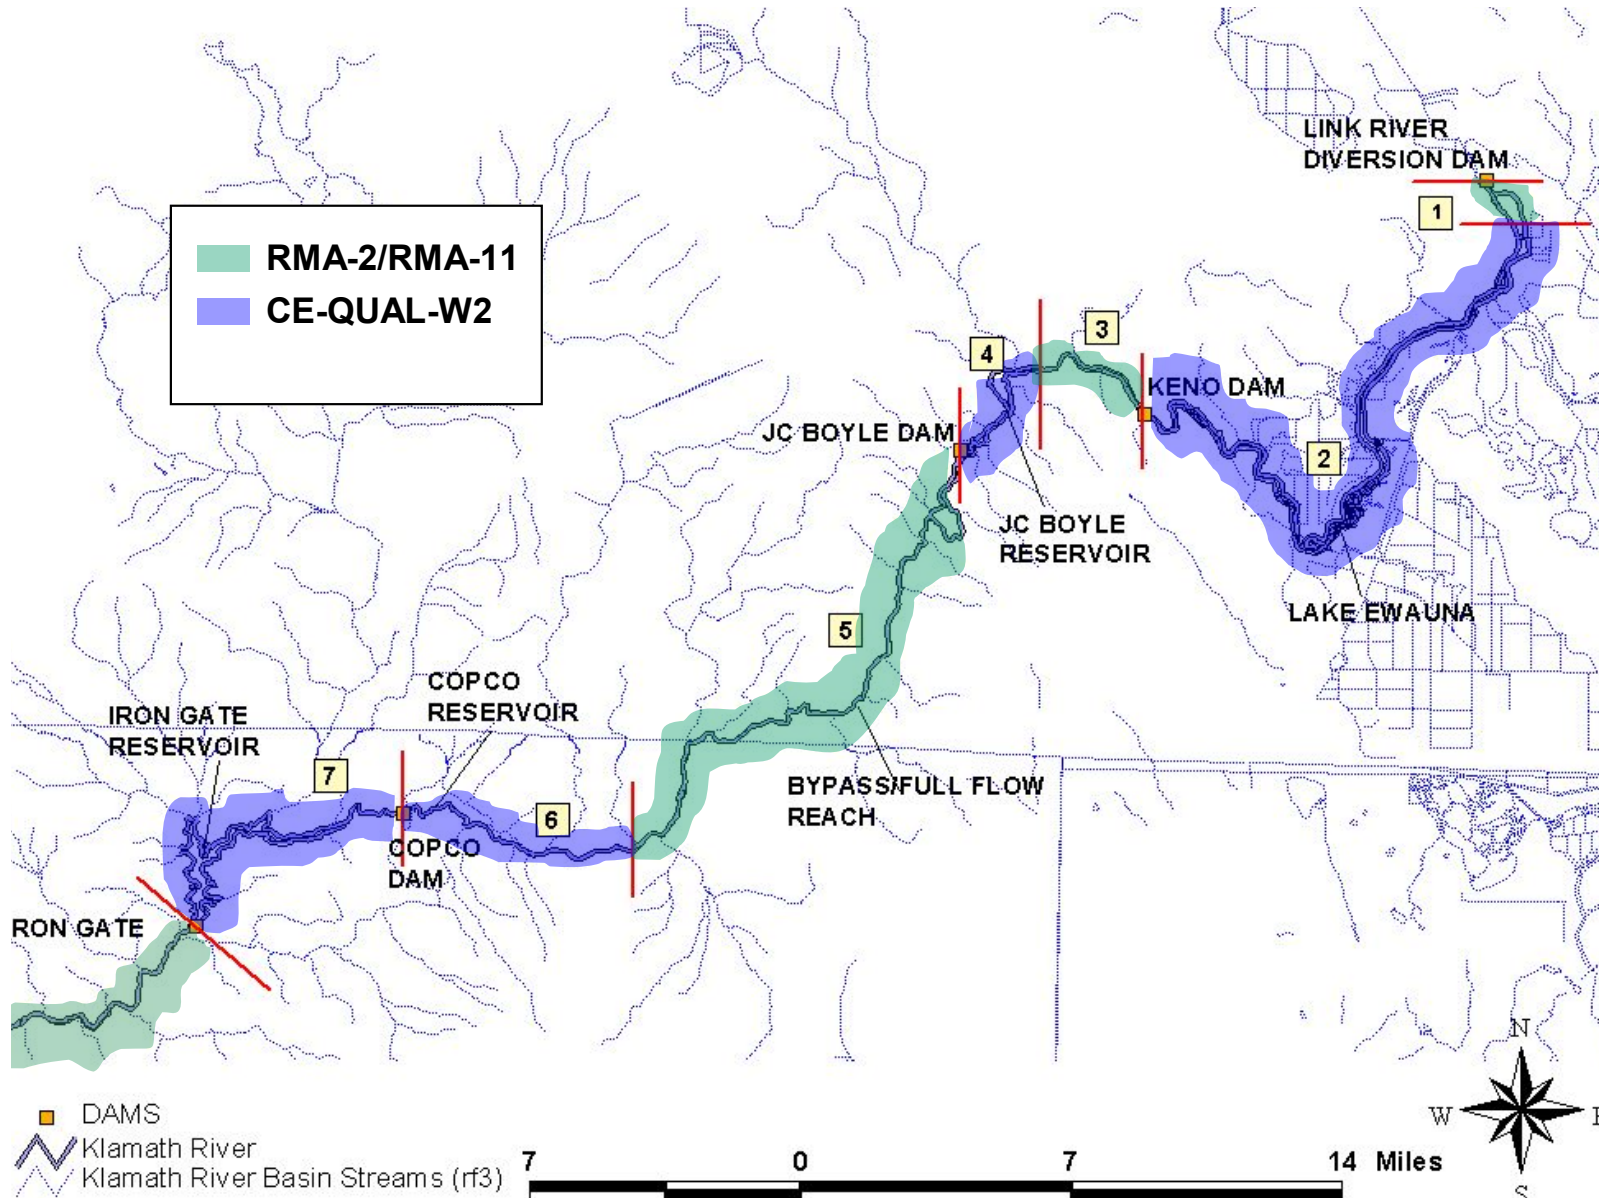 LINK RIVER
DIVERSION DAM
1
RMA-2/RMA-11
CE-QUAL-W2
3
4
KENO DAM
JC BOYLE DAM
2
JC BOYLE
RESERVOIR
LAKE EWAUNA
5
COPCO
RESERVOIR
IRON GATE
RESERVOIR
7
BYPASS/FULL FLOW
REACH
6
COPCO
DAM
RON GATE
N
W
E
S
DAMS
Klamath River
Klamath River Basin Streams (rf3)
7 0 7 14 Miles